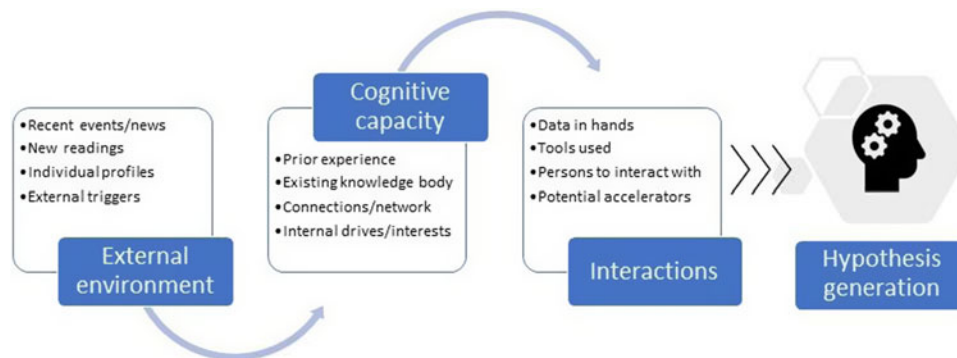 •Recent events/news
•New readings
•Individual profiles
•External triggers
External
environment
Cognitive
capacity
•Prior experience
•Existing knowledge body
•Connections/network
•Internal drives/interests
•Data in hands
•Tools used
•Persons to interact with
•Potential accelerators
Interactions
Hypothesis
generation